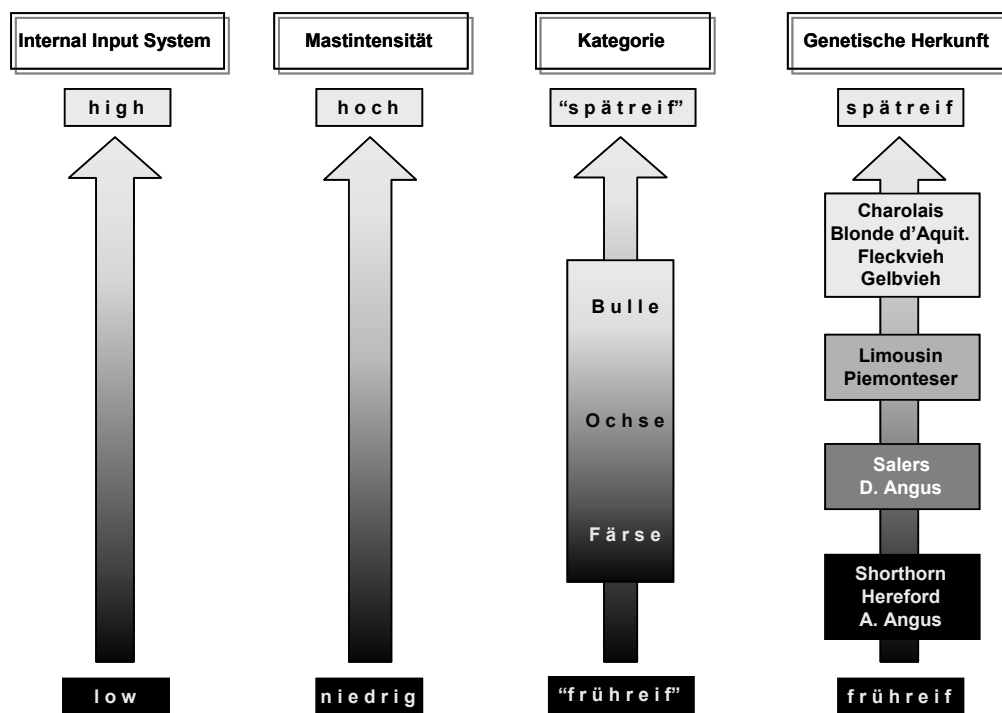 Internal Input System
Mastintensität
Kategorie
Genetische Herkunft
high
hoch
“spätreif”
spätreif
Charolais
Blonde d’Aquit.
Fleckvieh
Gelbvieh
Bulle
Limousin
Piemonteser
Ochse
Salers
D. Angus
Färse
Shorthorn
Hereford
A. Angus
low
niedrig
“frühreif”
frühreif